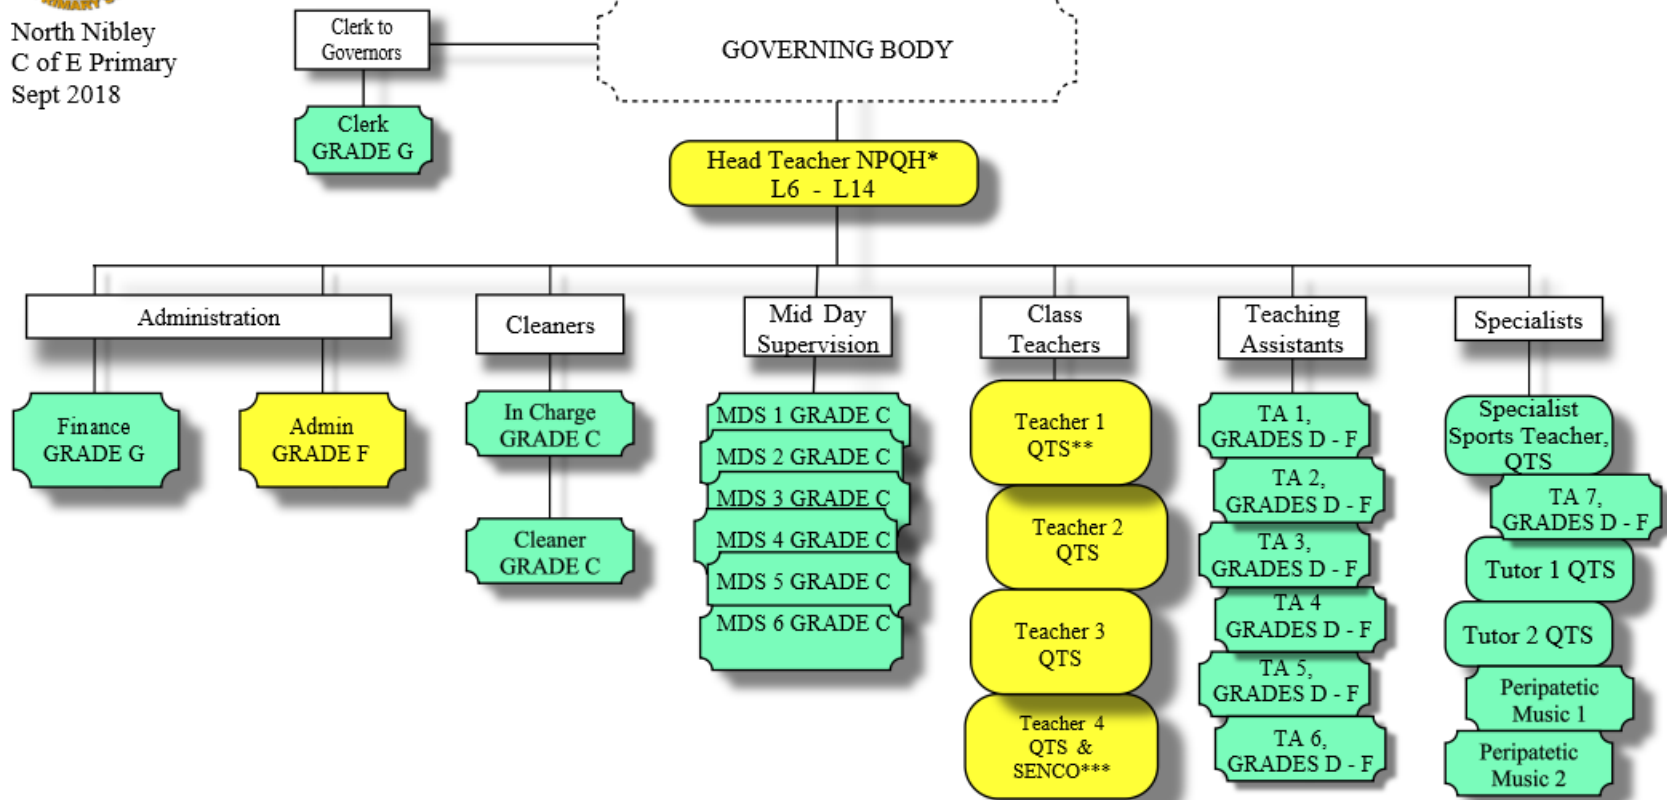 RIMARY
North Nibley
C of E Primary
Sept 2018
Clerk to
Governors
GOVERNING BODY
Clerk
GRADE G
Head Teacher NPQH*
L6 - L14
Administration
Cleaners
Mid Day
Supervision
Class
Teachers
Teaching
Assistants
Specialists
Finance
GRADE G
Admin
GRADE F
In Charge
GRADE C
Cleaner
GRADE C
MDS 1 GRADE C
MDS 2 GRADE C
MDS 3 GRADE C
MDS 4 GRADE C
MDS 5 GRADE C
MDS 6 GRADE C
Teacher 1
QTS**
Teacher 2
QTS
Teacher 3
QTS
Teacher 4
QTS &
SENCO***
TA 1,
GRADES D - F
TA 2,
GRADES D - F
TA 3,
GRADES D - F
TA 4
GRADES D - F
TA 5,
GRADES D - F
TA 6,
GRADES D - F
Specialist
Sports Teacher,
QTS
TA 7,
GRADES D - F
Tutor 1 QTS
Tutor 2 QTS
Peripatetic
Music 1
Peripatetic
Music 2